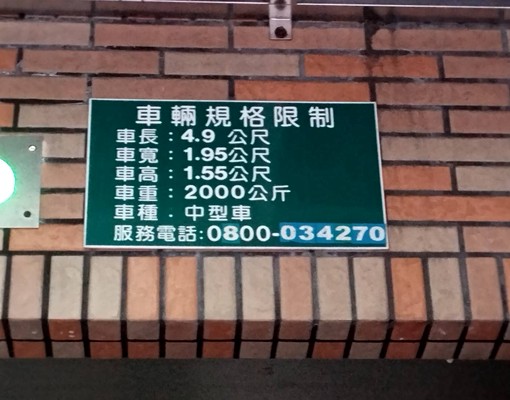 車輛規格限制
車長：4.9 公尺
車寬：1.95公尺
車高：1.55公尺
車重：2000公斤
車種．中型車
服務電話:0800-034270